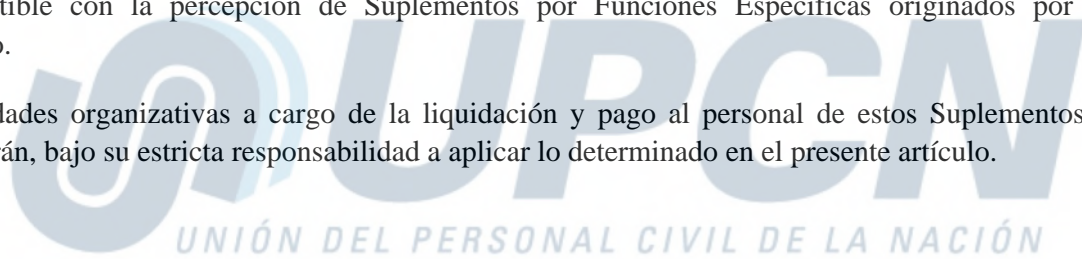 tible con la percepción de Suplementos por Funciones Específicas originados por
o.
dades organizativas a cargo de la liquidación y pago al personal de estos Suplementos
rán, bajo su estricta responsabilidad a aplicar lo determinado en el presente artículo.
UPCN
UNIÓN DEL PERSONAL CIVIL DE LA NACIÓN